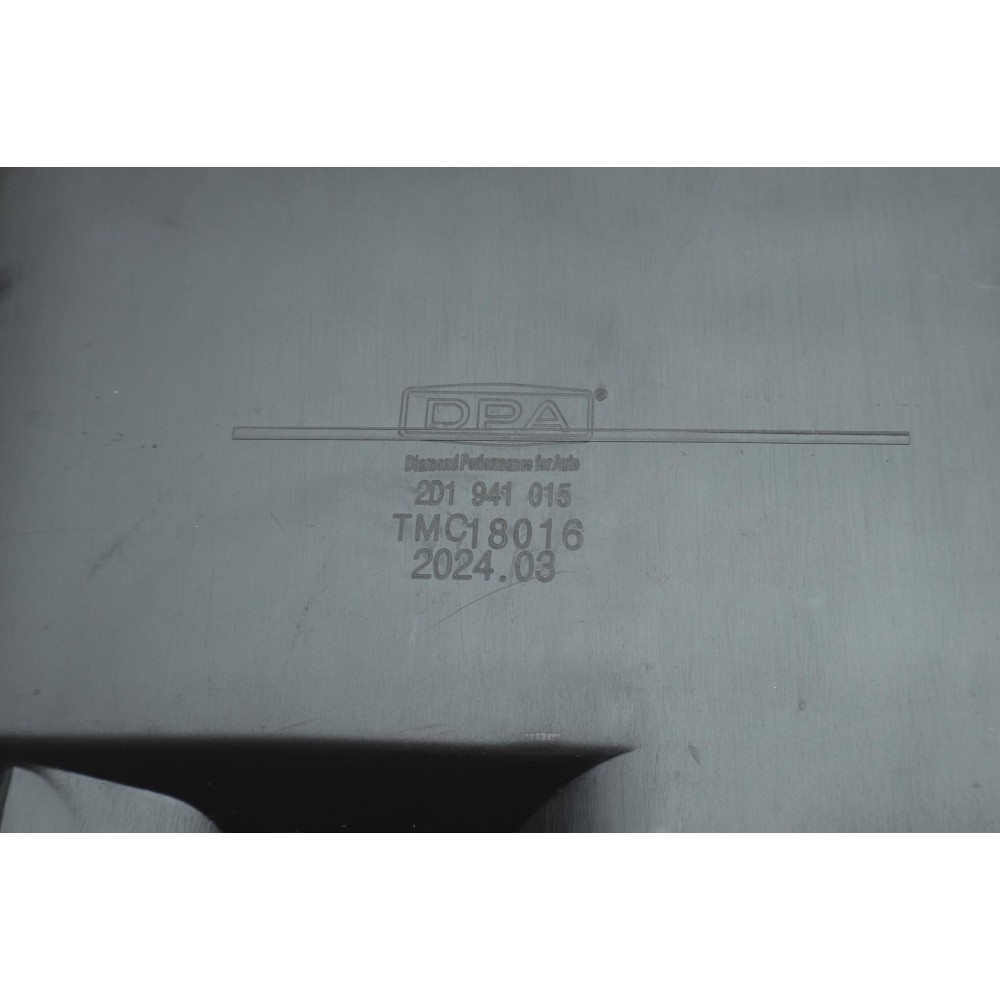 DPA®
Diamond Performance for Auto
2D1 941 015
TMC18016
2024.03